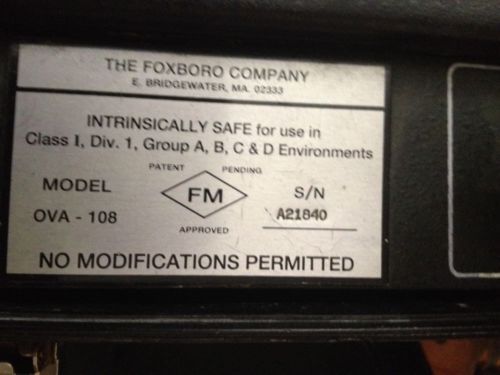 THE FOXBORO COMPANY
E. BRIDGEWATER, MA. 02333
INTRINSICALLY SAFE for use in
Class I, Div. 1, Group A, B, C & D Environments
PATENT PENDING
MODEL
FM
S/N
OVA - 108
A21840
APPROVED
NO MODIFICATIONS PERMITTED